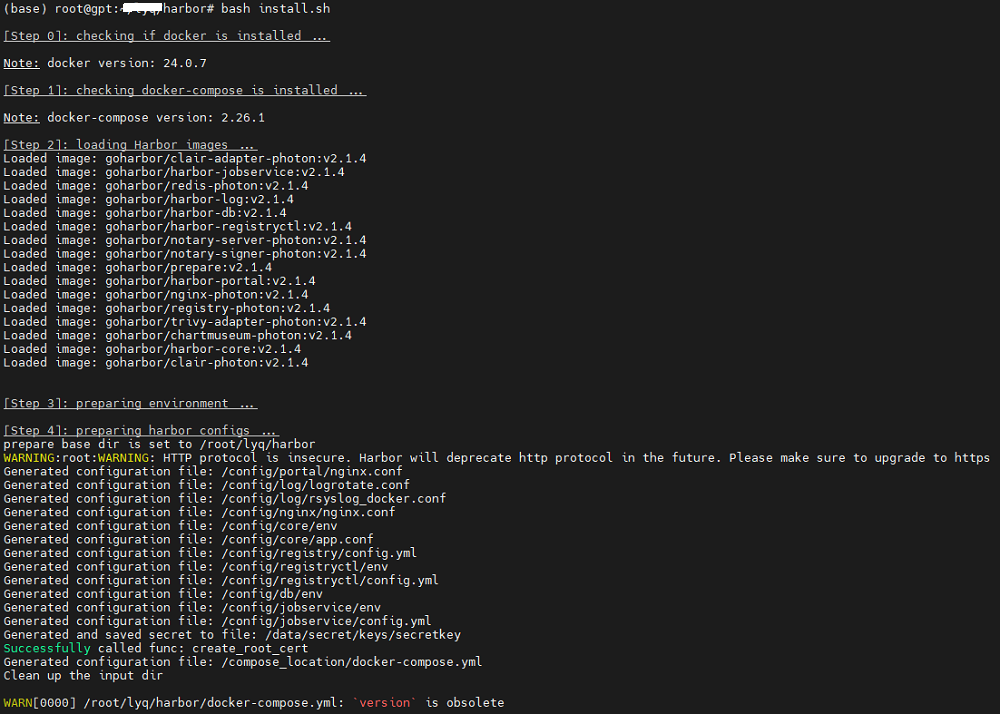 (base) root@gpt:~/lyq/harbor# bash install.sh
[Step 0]: checking if docker is installed ...
Note: docker version: 24.0.7
[Step 1]: checking docker-compose is installed ...
Note: docker-compose version: 2.26.1
[Step 2]: loading Harbor images ...
Loaded image: goharbor/clair-adapter-photon:v2.1.4
Loaded image: goharbor/harbor-jobservice:v2.1.4
Loaded image: goharbor/redis-photon:v2.1.4
Loaded image: goharbor/harbor-log:v2.1.4
Loaded image: goharbor/harbor-db:v2.1.4
Loaded image: goharbor/harbor-registryctl:v2.1.4
Loaded image: goharbor/notary-server-photon:v2.1.4
Loaded image: goharbor/notary-signer-photon:v2.1.4
Loaded image: goharbor/prepare:v2.1.4
Loaded image: goharbor/harbor-portal:v2.1.4
Loaded image: goharbor/nginx-photon:v2.1.4
Loaded image: goharbor/registry-photon:v2.1.4
Loaded image: goharbor/trivy-adapter-photon:v2.1.4
Loaded image: goharbor/chartmuseum-photon:v2.1.4
Loaded image: goharbor/harbor-core:v2.1.4
Loaded image: goharbor/clair-photon:v2.1.4
[Step 3]: preparing environment ...
[Step 4]: preparing harbor configs ...
prepare base dir is set to /root/lyq/harbor
WARNING:root:WARNING: HTTP protocol is insecure. Harbor will deprecate http protocol in the future. Please make sure to upgrade to https
Generated configuration file: /config/portal/nginx.conf
Generated configuration file: /config/log/logrotate.conf
Generated configuration file: /config/log/rsyslog_docker.conf
Generated configuration file: /config/nginx/nginx.conf
Generated configuration file: /config/core/env
Generated configuration file: /config/core/app.conf
Generated configuration file: /config/registry/config.yml
Generated configuration file: /config/registryctl/env
Generated configuration file: /config/registryctl/config.yml
Generated configuration file: /config/db/env
Generated configuration file: /config/jobservice/env
Generated configuration file: /config/jobservice/config.yml
Generated and saved secret to file: /data/secret/keys/secretkey
Successfully called func: create_root_cert
Generated configuration file: /compose_location/docker-compose.yml
Clean up the input dir
WARN[0000] /root/lyq/harbor/docker-compose.yml: `version` is obsolete